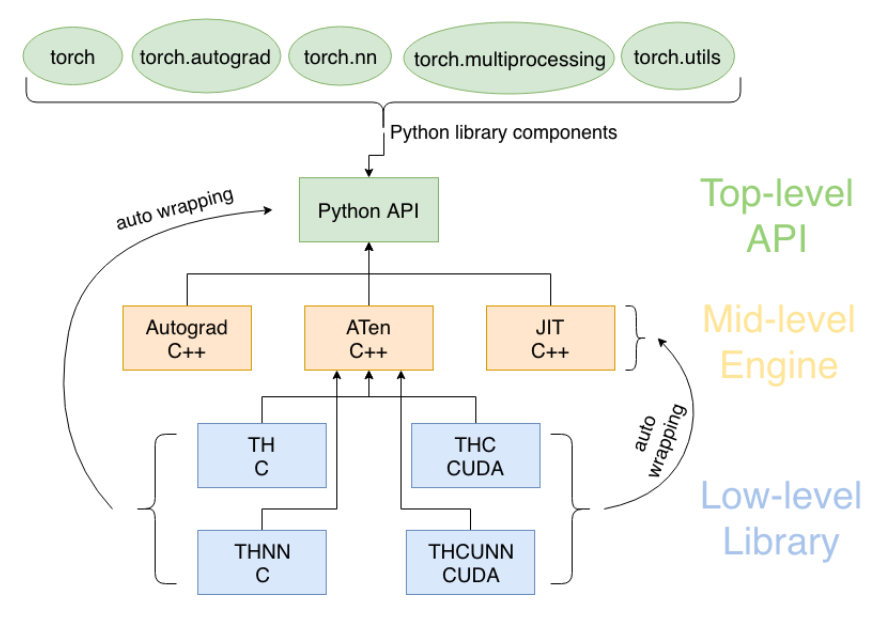 torch
torch.autograd
torch.nn
torch.multiprocessing
torch.utils
Python library components
auto wrapping
Python API
Top-level
API
Autograd
C++
ATen
C++
JIT
C++
Mid-level
Engine
auto
wrapping
TH
C
THC
CUDA
Low-level
Library
THNN
C
THCUNN
CUDA